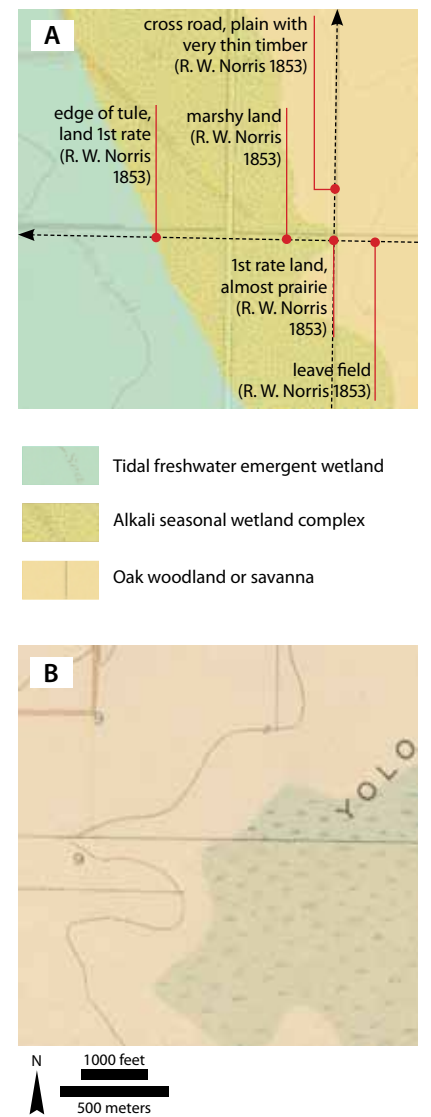 A
cross road, plain with
very thin timber
(R. W. Norris 1853)
edge of tule,
land 1st rate
(R. W. Norris
1853)
marshy land
(R. W. Norris
1853)
1st rate land,
almost prairie
(R. W. Norris
1853)
leave field
(R. W. Norris 1853)
Tidal freshwater emergent wetland
Alkali seasonal wetland complex
Oak woodland or savanna
B
9
YOLO
9
N
1000 feet
500 meters